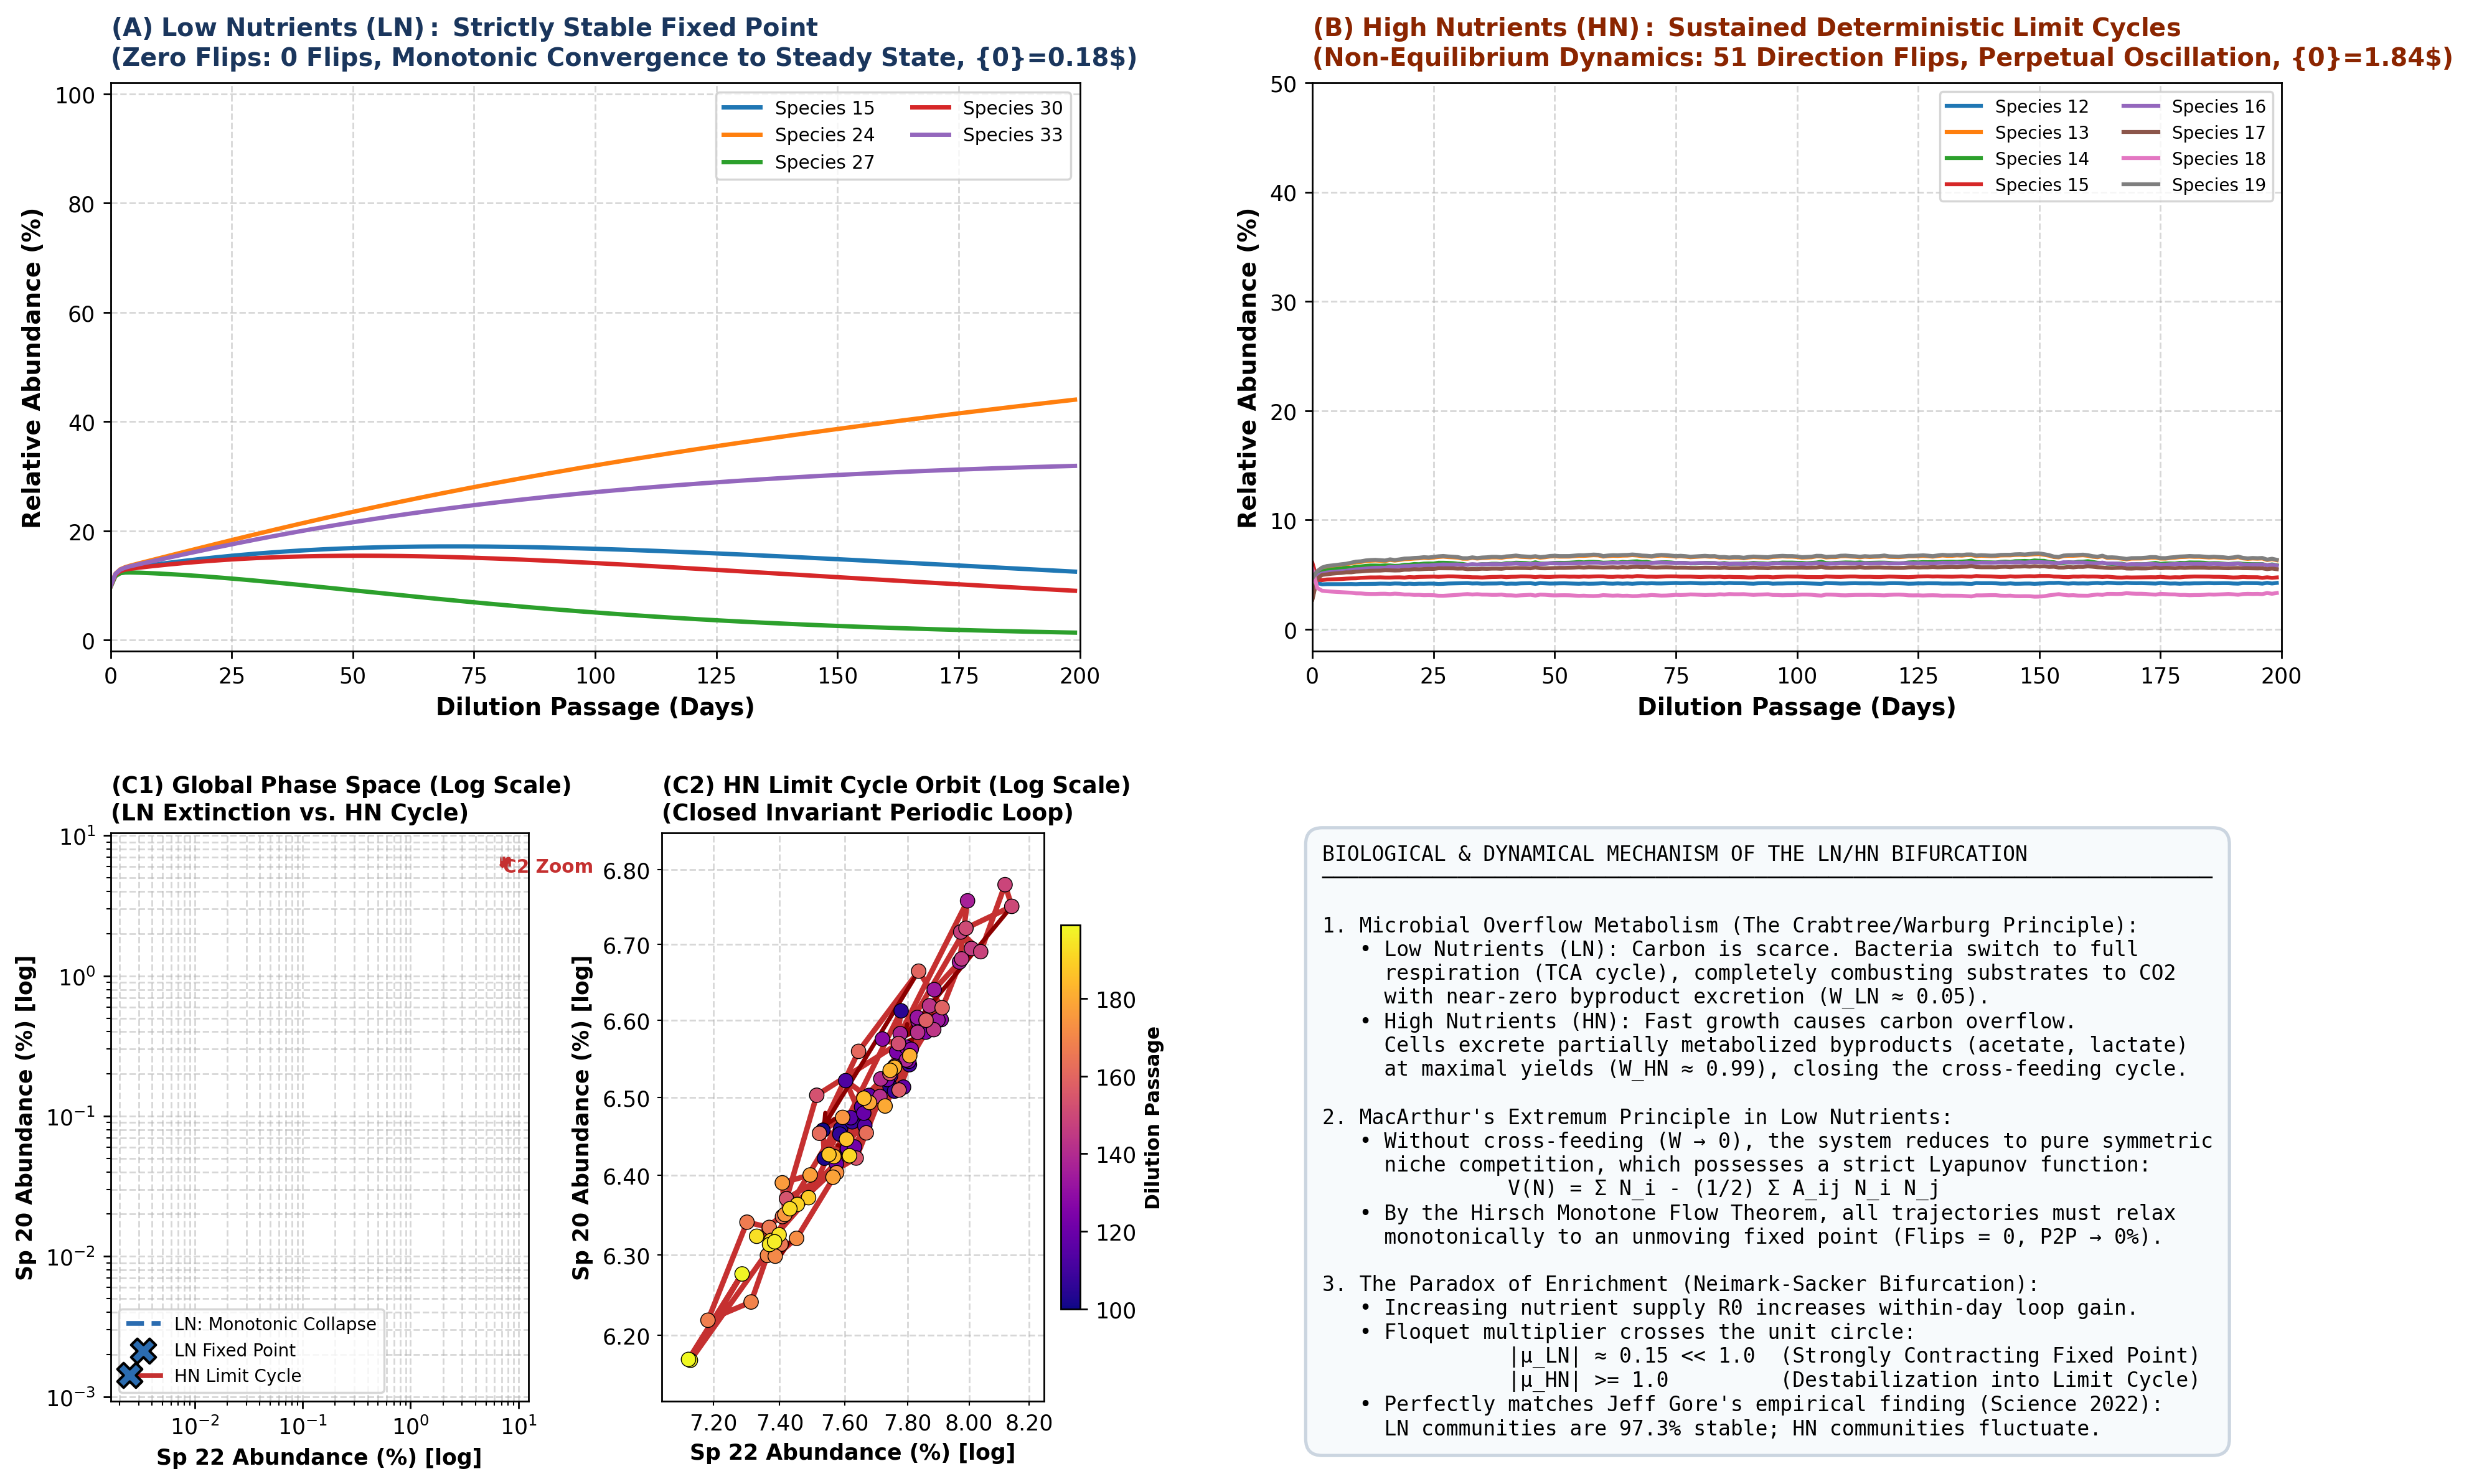 (A) Low Nutrients (LN) : Strictly Stable Fixed Point
(Zero Flips: 0 Flips, Monotonic Convergence to Steady State, {0}=0.18$)
100
80
60
40
20
0
Relative Abundance (%)
Species 15
Species 24
Species 27
Species 30
Species 33
0 25 50 75 100 125 150 175 200
Dilution Passage (Days)
(B) High Nutrients (HN) : Sustained Deterministic Limit Cycles
(Non-Equilibrium Dynamics: 51 Direction Flips, Perpetual Oscillation, {0}=1.84$)
50
40
30
20
10
0
Relative Abundance (%)
Species 12
Species 13
Species 14
Species 15
Species 16
Species 17
Species 18
Species 19
0 25 50 75 100 125 150 175 200
Dilution Passage (Days)
(C1) Global Phase Space (Log Scale)
(LN Extinction vs. HN Cycle)
10¹
10⁰
10⁻¹
10⁻²
10⁻³
Sp 20 Abundance (%) [log]
C2 Zoom
LN: Monotonic Collapse
LN Fixed Point
HN Limit Cycle
10⁻² 10⁻¹ 10⁰ 10¹
Sp 22 Abundance (%) [log]
(C2) HN Limit Cycle Orbit (Log Scale)
(Closed Invariant Periodic Loop)
6.80
6.70
6.60
6.50
6.40
6.30
6.20
Sp 20 Abundance (%) [log]
7.20 7.40 7.60 7.80 8.00 8.20
Sp 22 Abundance (%) [log]
180
160
140
120
100
Dilution Passage
BIOLOGICAL & DYNAMICAL MECHANISM OF THE LN/HN BIFURCATION
1. Microbial Overflow Metabolism (The Crabtree/Warburg Principle):
• Low Nutrients (LN): Carbon is scarce. Bacteria switch to full
respiration (TCA cycle), completely combusting substrates to CO2
with near-zero byproduct excretion (W_LN ≈ 0.05).
• High Nutrients (HN): Fast growth causes carbon overflow.
Cells excrete partially metabolized byproducts (acetate, lactate)
at maximal yields (W_HN ≈ 0.99), closing the cross-feeding cycle.
2. MacArthur's Extremum Principle in Low Nutrients:
• Without cross-feeding (W → 0), the system reduces to pure symmetric
niche competition, which possesses a strict Lyapunov function:
V(N) = Σ N_i - (1/2) Σ A_ij N_i N_j
• By the Hirsch Monotone Flow Theorem, all trajectories must relax
monotonically to an unmoving fixed point (Flips = 0, P2P → 0%).
3. The Paradox of Enrichment (Neimark-Sacker Bifurcation):
• Increasing nutrient supply R0 increases within-day loop gain.
• Floquet multiplier crosses the unit circle:
|μ_LN| ≈ 0.15 << 1.0 (Strongly Contracting Fixed Point)
|μ_HN| >= 1.0 (Destabilization into Limit Cycle)
• Perfectly matches Jeff Gore's empirical finding (Science 2022):
LN communities are 97.3% stable; HN communities fluctuate.